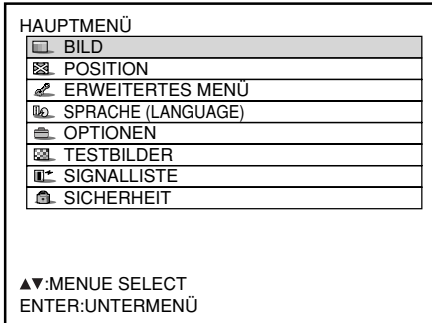 HAUPTMENÜ
BILD
POSITION
ERWEITERTES MENÜ
SPRACHE (LANGUAGE)
OPTIONEN
TESTBILDER
SIGNALLISTE
SICHERHEIT
▲▼:MENUE SELECT
ENTER:UNTERMENÜ